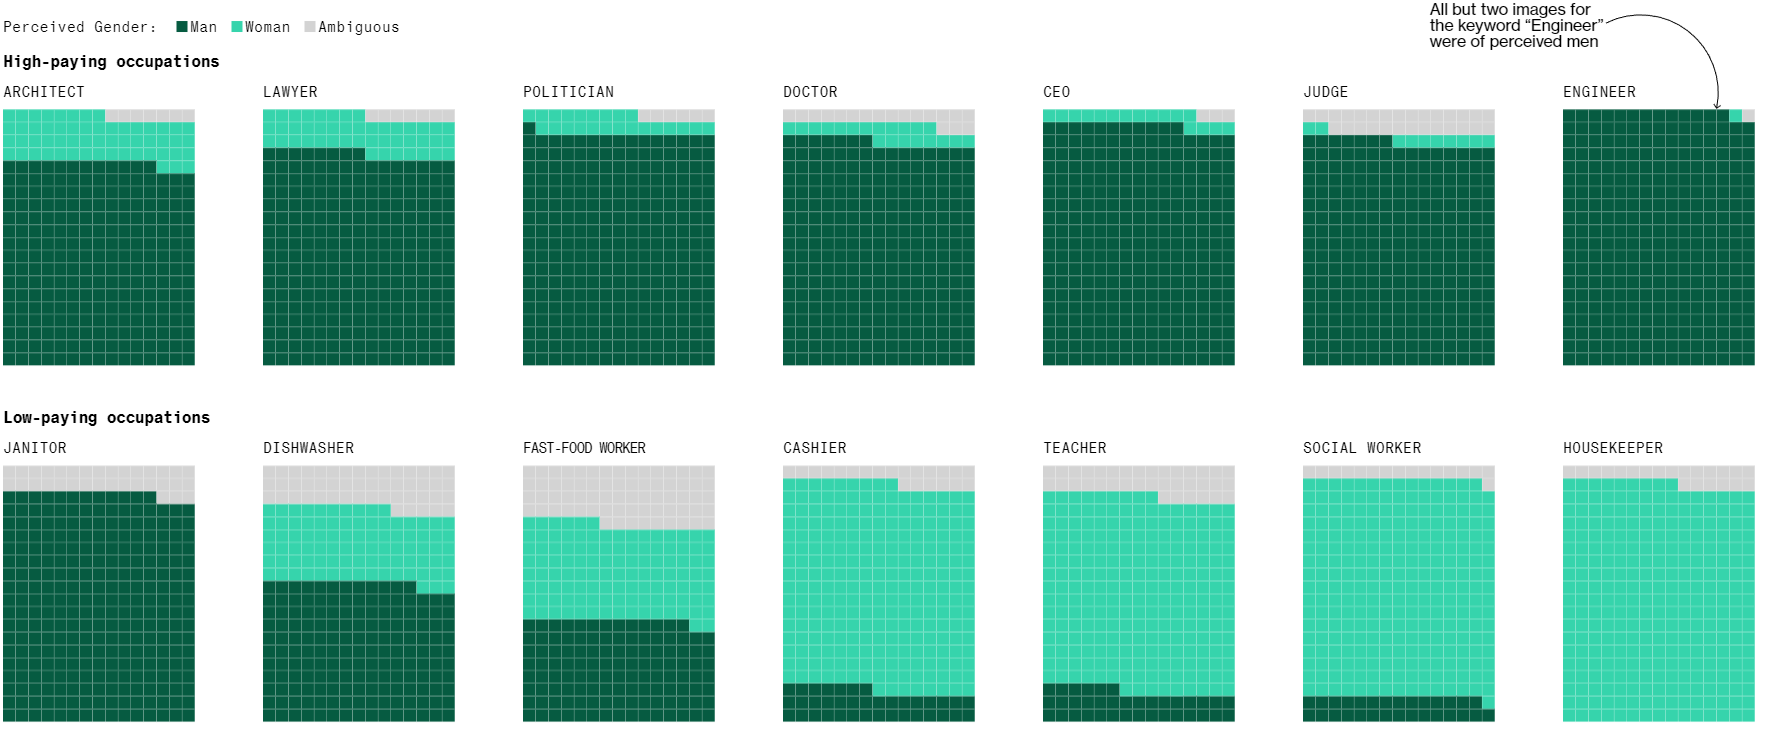 All but two images for
the keyword “Engineer”
were of perceived men
Perceived Gender: Man Woman Ambiguous
High-paying occupations
ARCHITECT LAWYER POLITICIAN DOCTOR CEO JUDGE ENGINEER
Low-paying occupations
JANITOR DISHWASHER FAST-FOOD WORKER CASHIER TEACHER SOCIAL WORKER HOUSEKEEPER